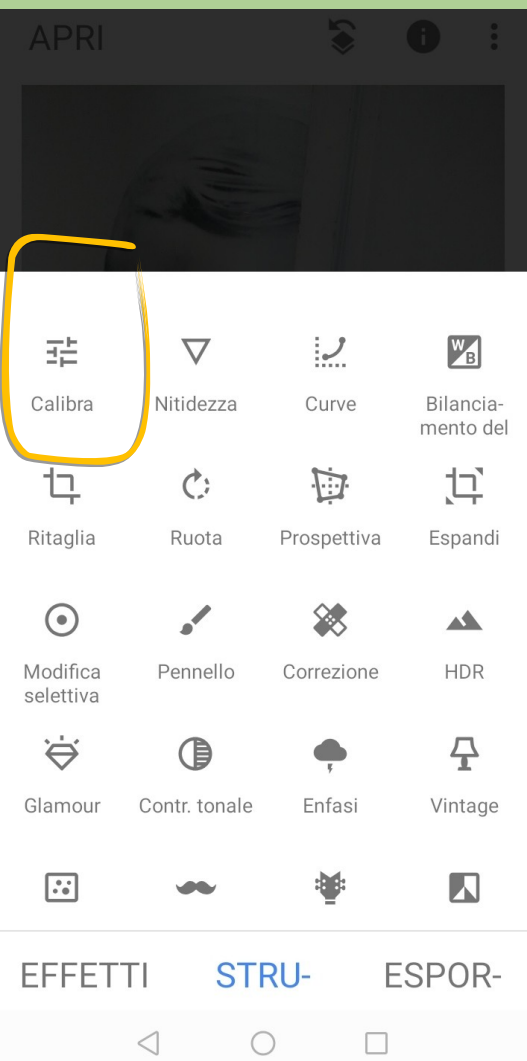 APRI
Calibra
Nitidezza
Curve
W
B
Bilancia-
mento del
Ritaglia
Ruota
Prospettiva
Espandi
Modifica
selettiva
Pennello
Correzione
HDR
Glamour
Contr. tonale
Enfasi
Vintage
EFFETTI
STRU-
ESPOR-